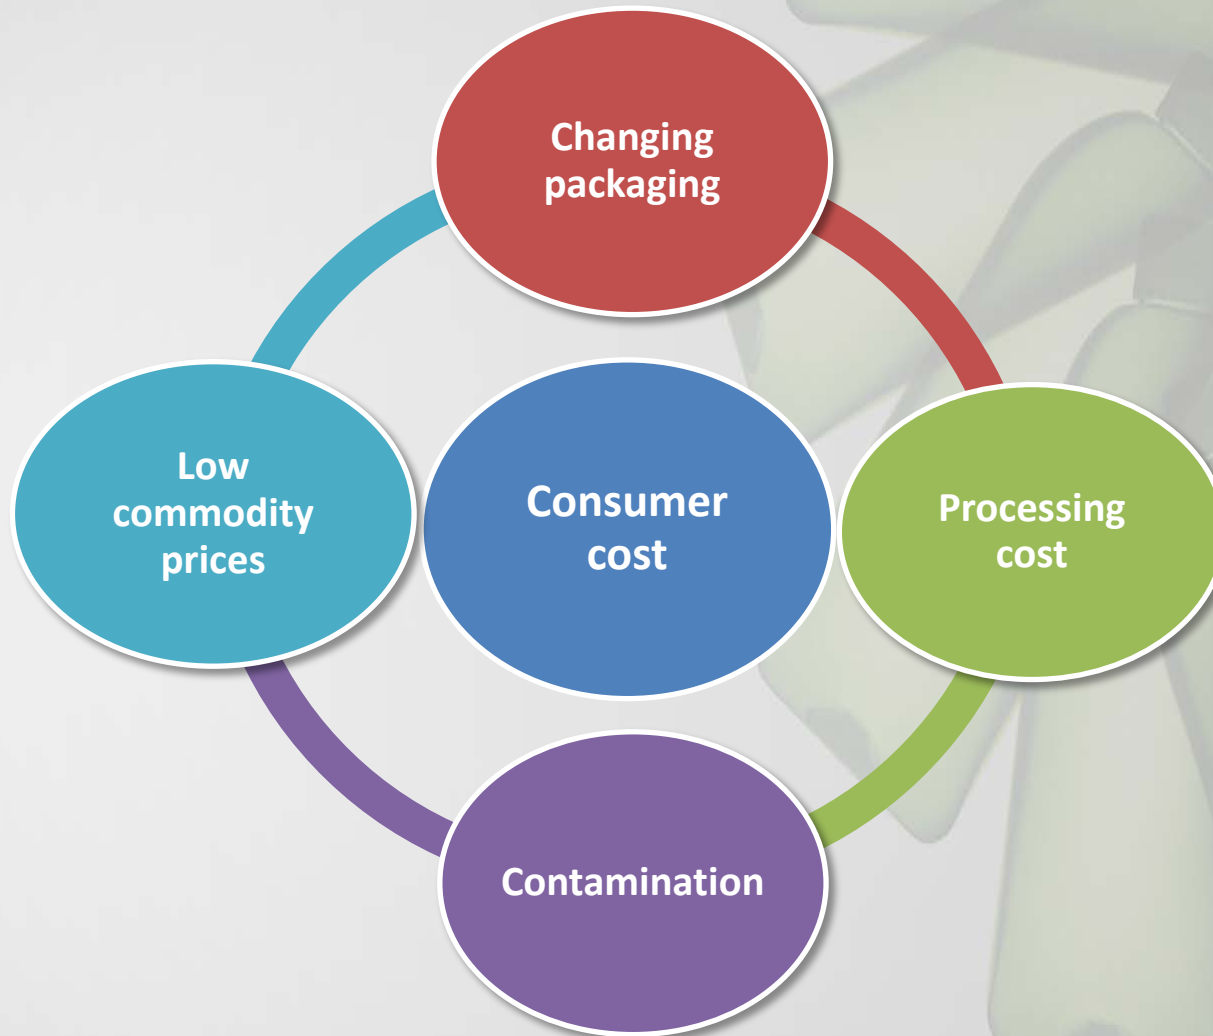 Changing
packaging
Low
commodity
prices
Consumer
cost
Processing
cost
Contamination